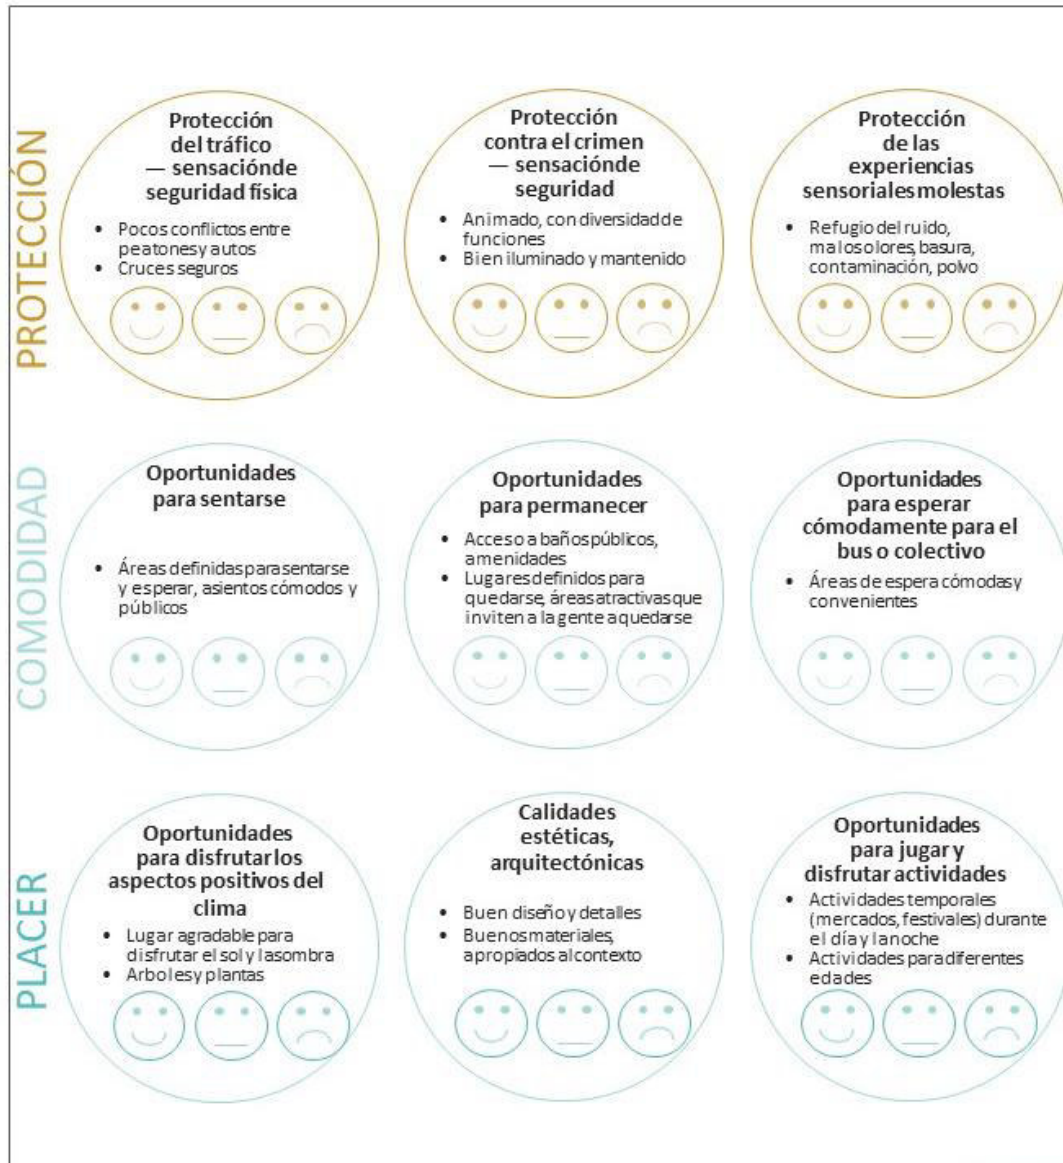 PROTECCIÓN
Protección
del tráfico
— sensaciónde
seguridad física
• Pocos conflictos entre
peatonesy autos
• Cruces seguros
Protección
contra el crimen
— sensaciónde
seguridad
• Animado, con diversidad de
funciones
• Bien iluminado y mantenido
Protección
de las
experiencias
sensorialesmolestas
• Refugio del ruido,
malosolores, basura,
contaminación, polvo
COMODIDAD
Oportunidades
para sentarse
• Áreas definidas para sentarse
y esperar, asientos cómodos y
públicos
Oportunidades
para permanecer
• Acceso a baños públicos,
amenidades
• Lugares definidos para
quedarse, áreas atractivas que
inviten a la gente a quedarse
Oportunidades
para esperar
cómodamente para el
bus o colectivo
• Áreas de espera cómodas y
convenientes
PLACER
Oportunidades
para disfrutar los
aspectos positivos del
clima
• Lugar agradable para
disfrutar el sol y la sombra
• Arboles y plantas
Calidades
estéticas,
arquitectónicas
• Buen diseño y detalles
• Buenos materiales,
apropiados al contexto
Oportunidades
para jugar y
disfrutar actividades
• Actividades temporales
(mercados, festivales) durante
el día y la noche
• Actividades para diferentes
edades